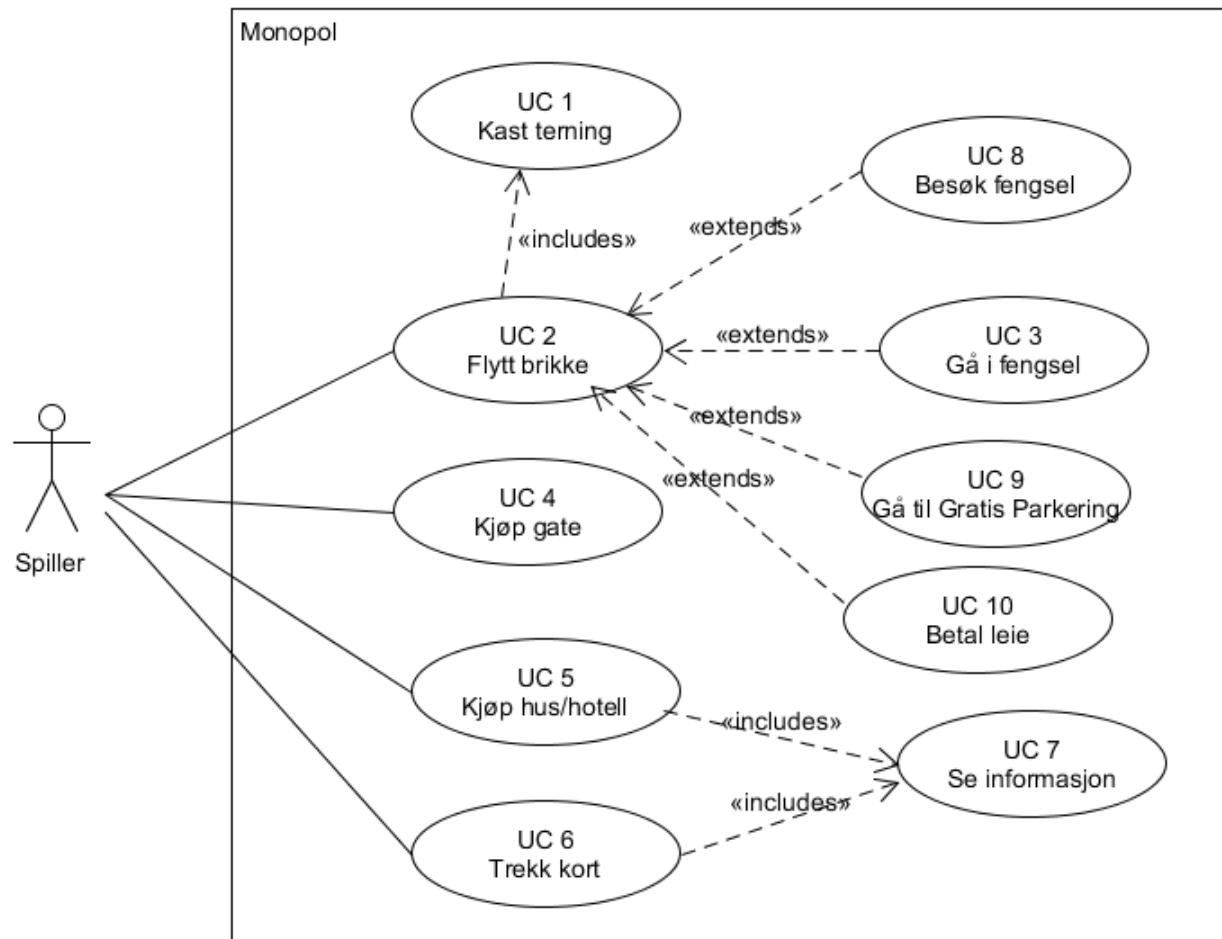 Monopol
UC 1
Kast terning
UC 8
Besøk fengsel
«includes»
«extends»
UC 2
Flytt brikke
«extends»
UC 3
Gå i fengsel
«extends»
UC 9
Gå til Gratis Parkering
«extends»
UC 4
Kjøp gate
Spiller
UC 10
Betal leie
UC 5
Kjøp hus/hotell
«includes»
UC 7
Se informasjon
«includes»
UC 6
Trekk kort